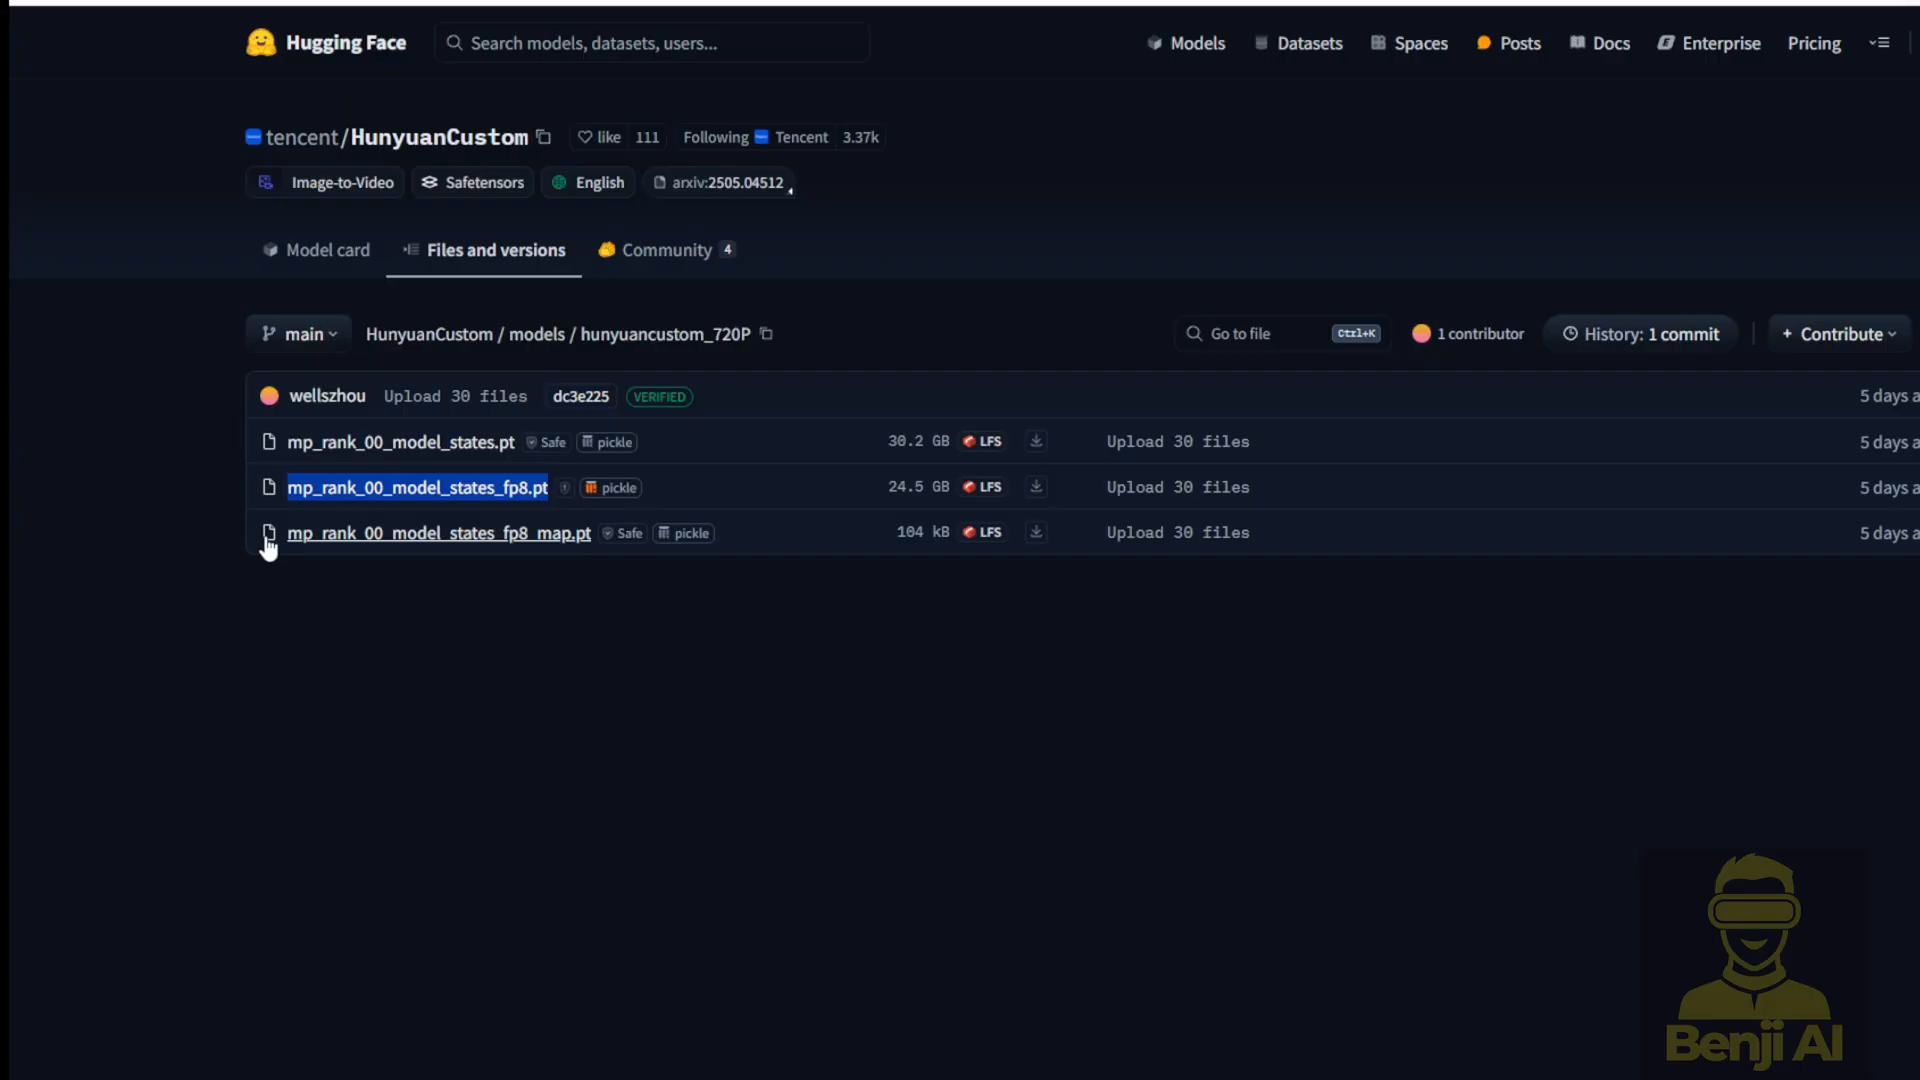 Hugging Face Search models, datasets, users... Models Datasets Spaces Posts Docs Enterprise Pricing
tencent/HunyuanCustom like 111 Following Tencent 3.37k
Image-to-Video Safetensors English arxiv:2505.04512
Model card Files and versions Community 4
main HunyuanCustom / models / hunyuancustom_720P Go to file Ctrl+K 1 contributor History: 1 commit + Contribute
wellszhou Upload 30 files dc3e225 VERIFIED 5 days a
mp_rank_00_model_states.pt Safe pickle 30.2 GB LFS Upload 30 files 5 days a
mp_rank_00_model_states_fp8.pt pickle 24.5 GB LFS Upload 30 files 5 days a
mp_rank_00_model_states_fp8_map.pt Safe pickle 104 kB LFS Upload 30 files 5 days a
Benji AI